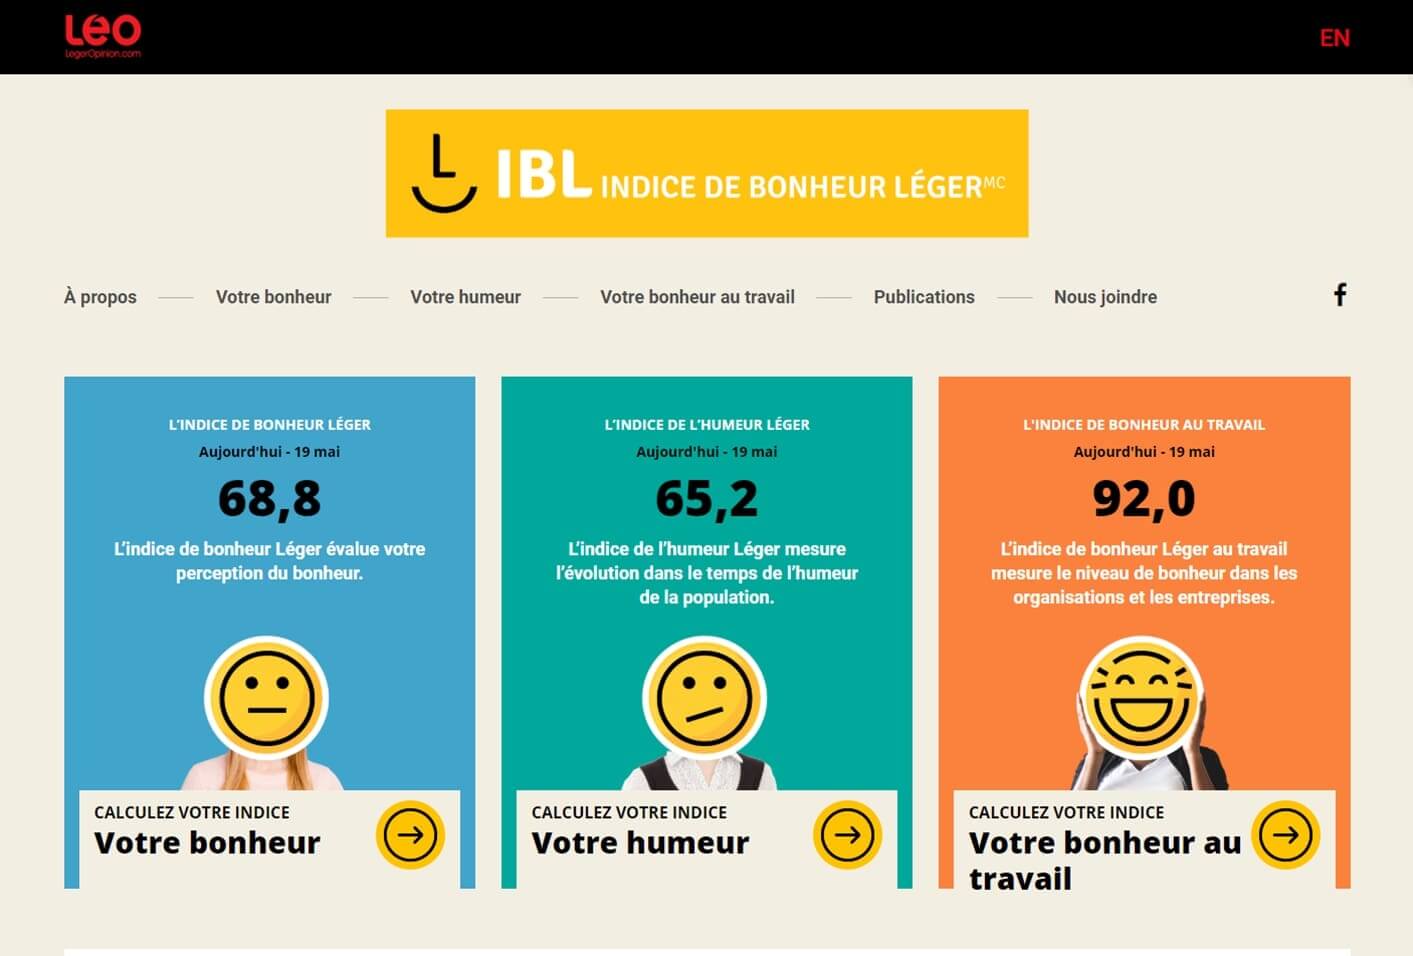 Léo
LegerOpinion.com
EN
L
IBL INDICE DE BONHEUR LÉGER MC
À propos
Votre bonheur
Votre humeur
Votre bonheur au travail
Publications
Nous joindre
f
L’INDICE DE BONHEUR LÉGER
Aujourd'hui - 19 mai
68,8
L’indice de bonheur Léger évalue votre
perception du bonheur.
CALCULEZ VOTRE INDICE
Votre bonheur
L’INDICE DE L’HUMEUR LÉGER
Aujourd'hui - 19 mai
65,2
L’indice de l’humeur Léger mesure
l’évolution dans le temps de l’humeur
de la population.
CALCULEZ VOTRE INDICE
Votre humeur
L'INDICE DE BONHEUR AU TRAVAIL
Aujourd'hui - 19 mai
92,0
L’indice de bonheur Léger au travail
mesure le niveau de bonheur dans les
organisations et les entreprises.
CALCULEZ VOTRE INDICE
Votre bonheur au
travail